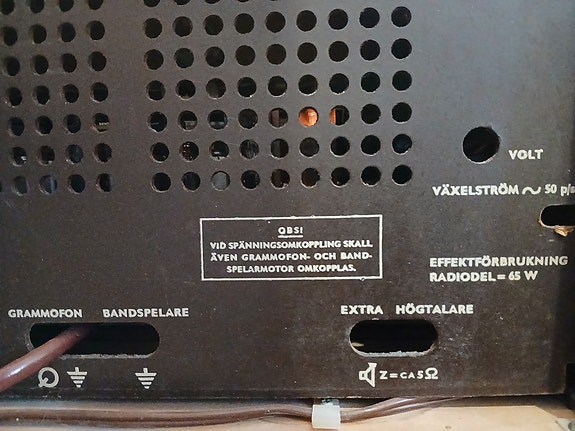 VOLT
VÄXELSTRÖM ~ 50 p/s
OBS!
VID SPÄNNINGSOMKOPPLING SKALL
ÄVEN GRAMMOFON- OCH BAND-
SPELARMOTOR OMKOPPLAS.
EFFEKTFÖRBRUKNING
RADIODEL = 65 W
GRAMMOFON BANDSPELARE
EXTRA HÖGTALARE
Z = CA 5 Ω